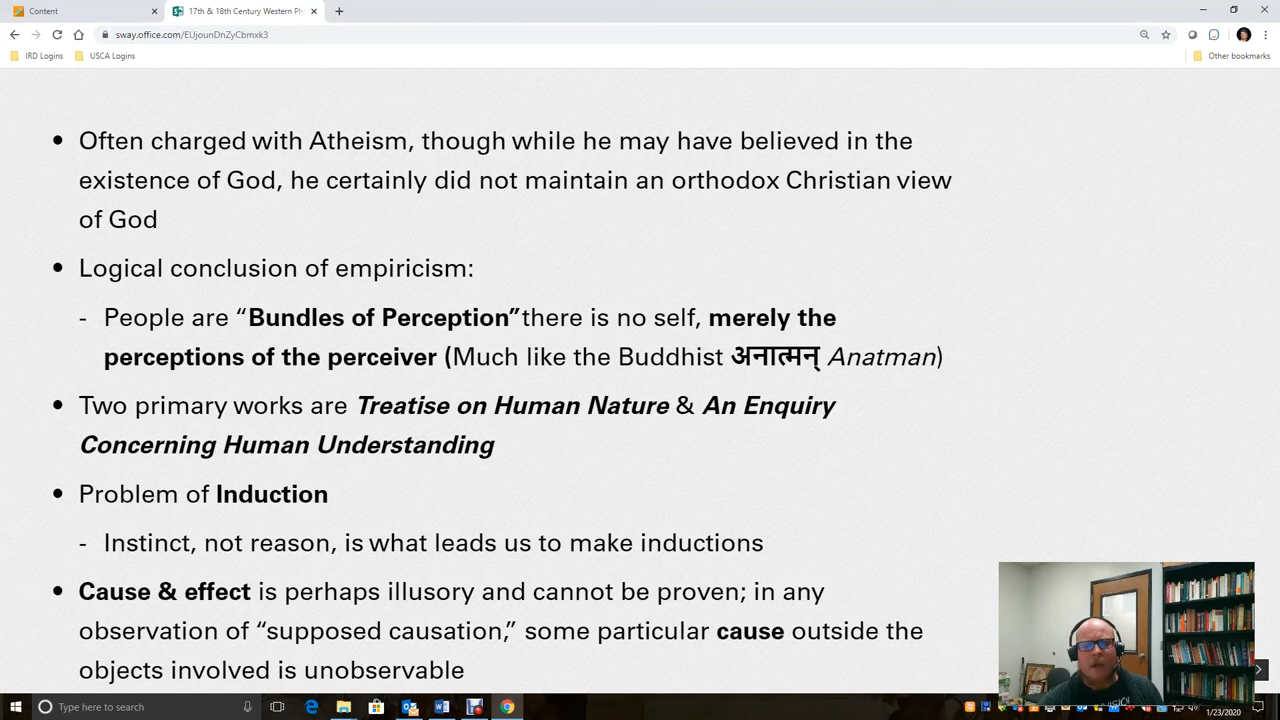 Content
17th & 18th Century Western Ph
sway.office.com/EUjounDnZyCbmxk3
IRD Logins
USCA Logins
Other bookmarks
• Often charged with Atheism, though while he may have believed in the
existence of God, he certainly did not maintain an orthodox Christian view
of God
• Logical conclusion of empiricism:
- People are “Bundles of Perception” there is no self, merely the
perceptions of the perceiver (Much like the Buddhist अनात्मन् Anatman)
• Two primary works are Treatise on Human Nature & An Enquiry
Concerning Human Understanding
• Problem of Induction
- Instinct, not reason, is what leads us to make inductions
• Cause & effect is perhaps illusory and cannot be proven; in any
observation of “supposed causation,” some particular cause outside the
objects involved is unobservable
Type here to search
1/23/2020